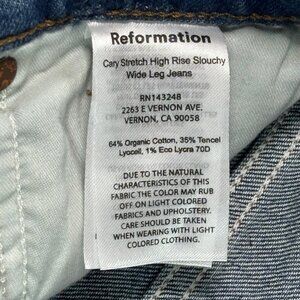 Reformation
Cary Stretch High Rise Slouchy
Wide Leg Jeans
RN143248
2263 E VERNON AVE.
VERNON, CA 90058
64% Organic Cotton, 35% Tencel
Lyocell, 1% Eco Lycra 70D
DUE TO THE NATURAL
CHARACTERISTICS OF THIS
FABRIC THE COLOR MAY RUB
OFF ON LIGHT COLORED
FABRICS AND UPHOLSTERY.
CARE SHOULD BE TAKEN
WHEN WEARING WITH LIGHT
COLORED CLOTHING.